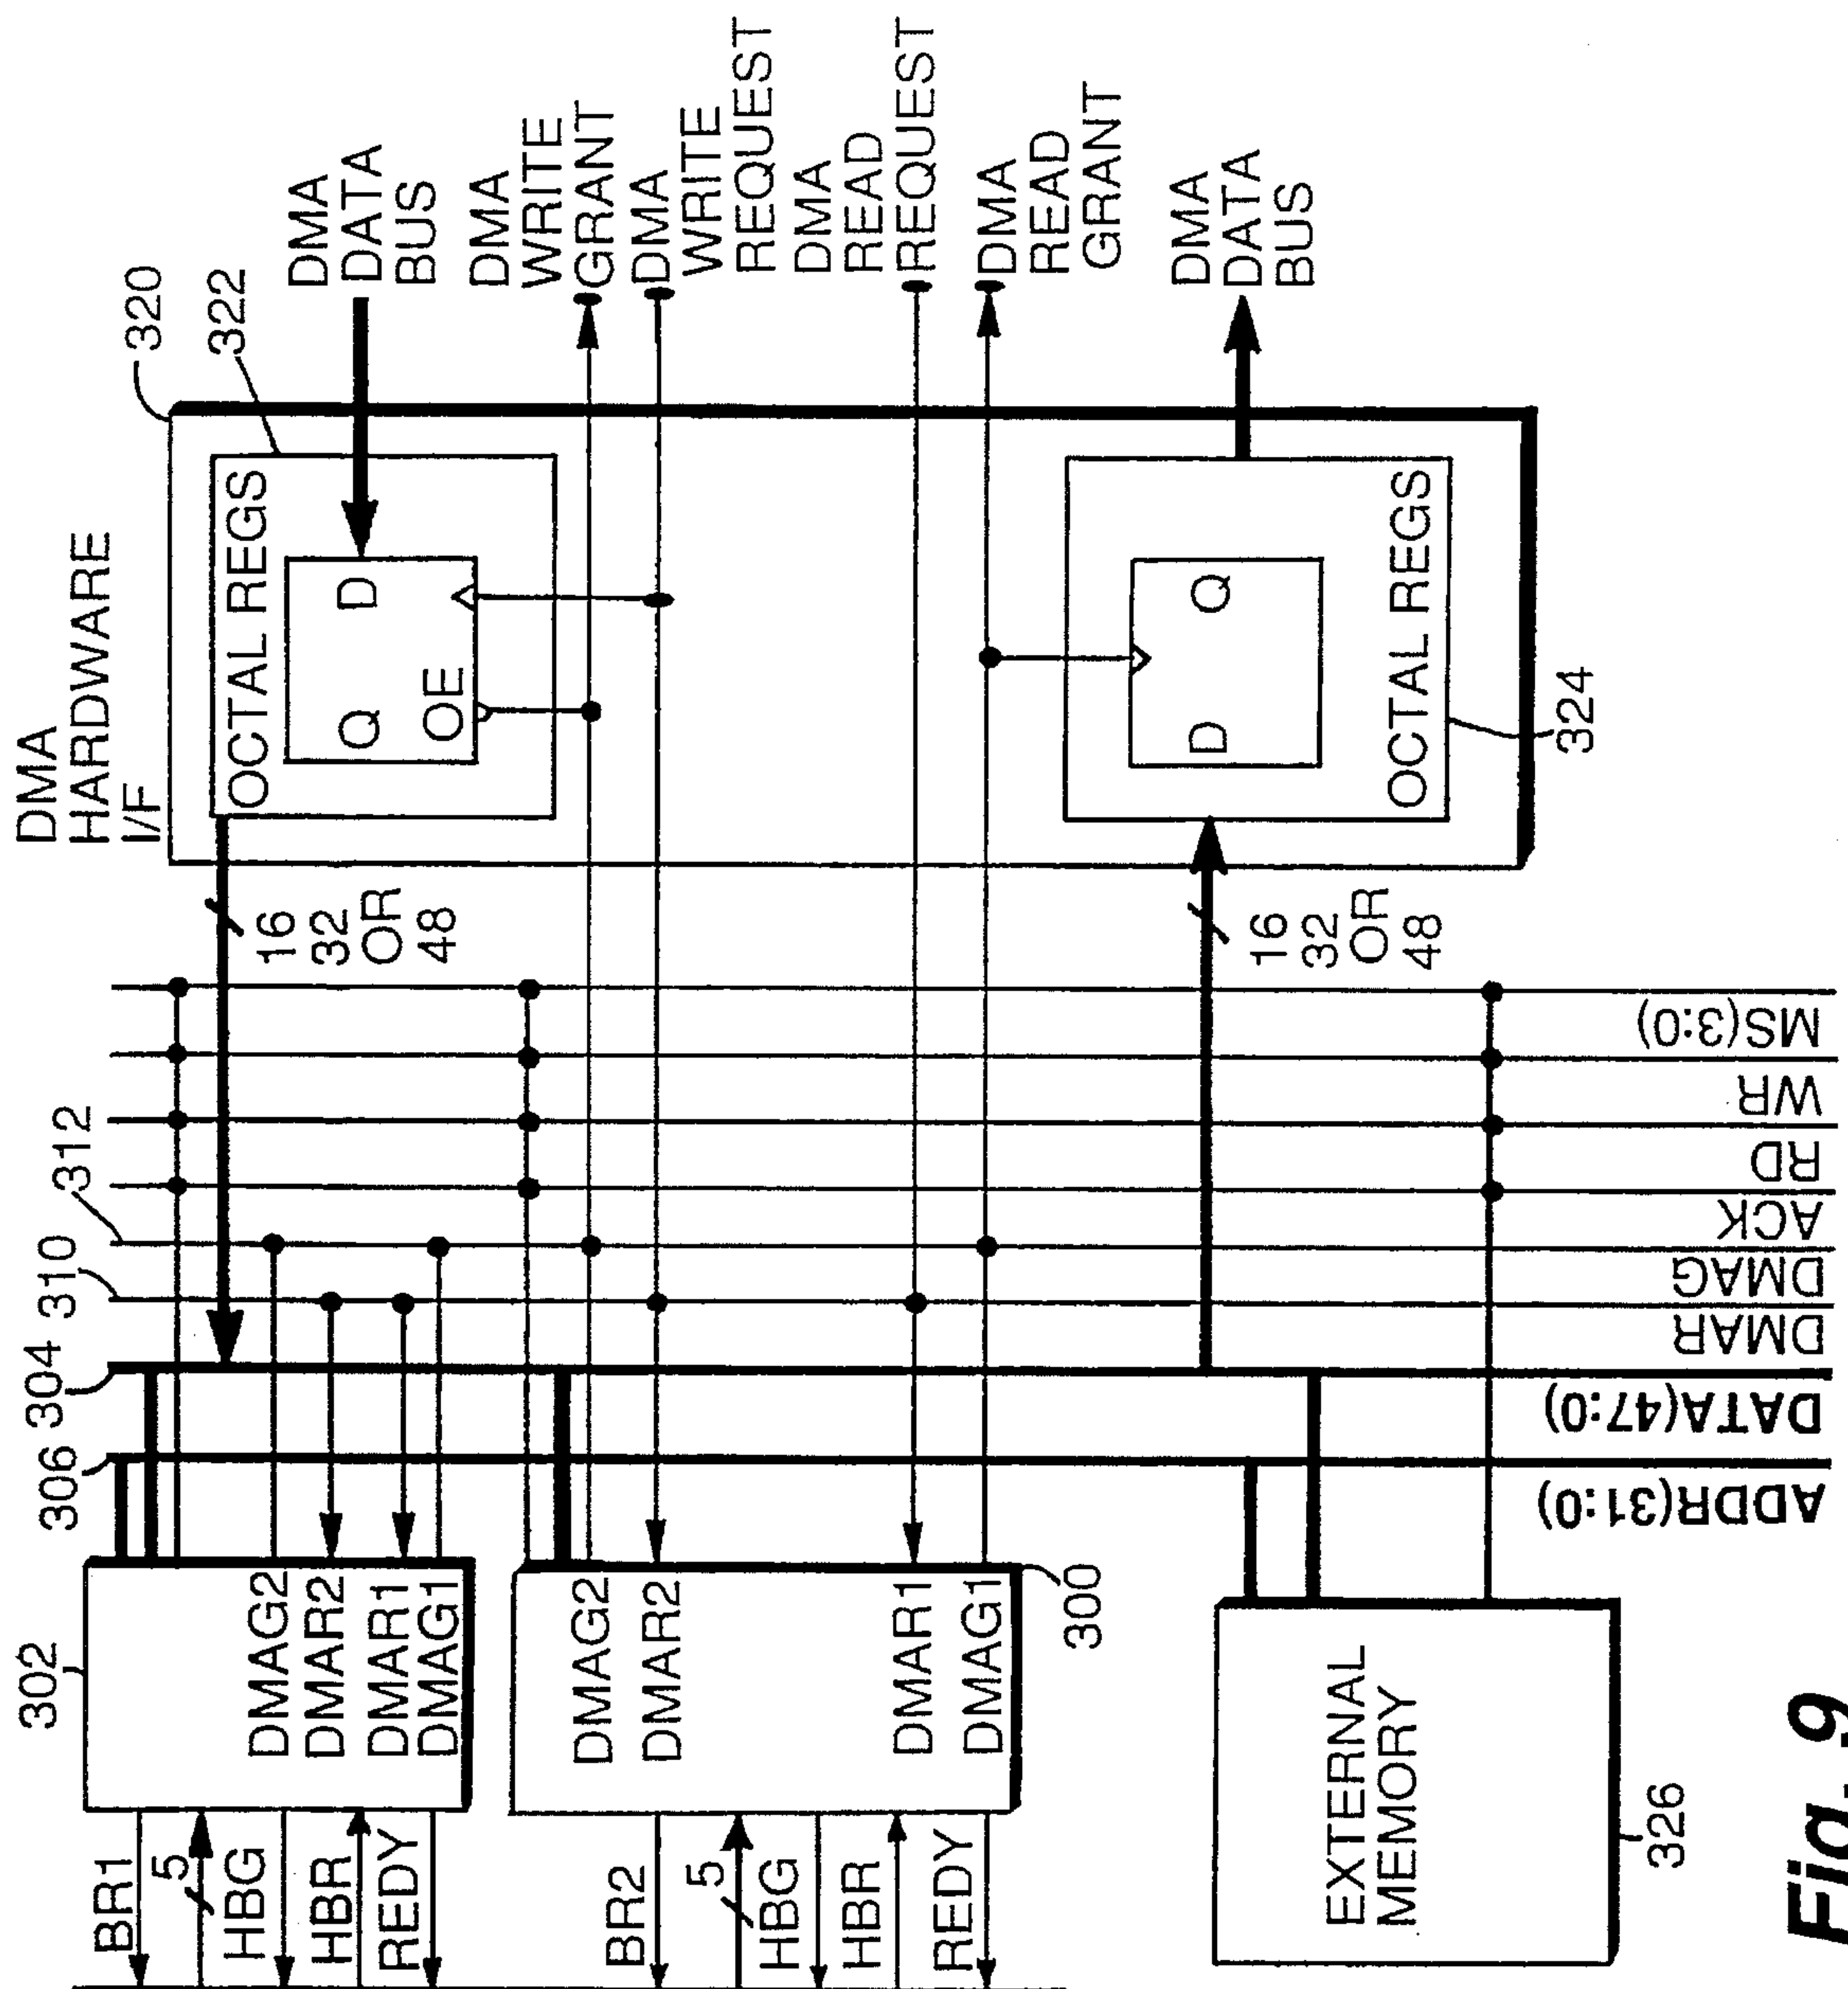 DMA
HARDWARE
I/F
320
322
OCTAL REGS
Q
D
OE
DMA
DATA
BUS
DMA
WRITE
GRANT
DMA
WRITE
REQUEST
DMA
READ
REQUEST
DMA
READ
GRANT
DMA
DATA
BUS
D
Q
OCTAL REGS
324
16
32
OR
48
16
32
OR
48
302
306
304
310
312
BR1
5
HBG
HBR
REDY
DMAG2
DMAR2
DMAR1
DMAG1
BR2
5
HBG
HBR
REDY
DMAG2
DMAR2
DMAR1
DMAG1
300
EXTERNAL
MEMORY
326
MS(3:0)
WR
RD
ACK
DMAG
DMAR
DATA(47:0)
ADDR(31:0)
Fig. 9